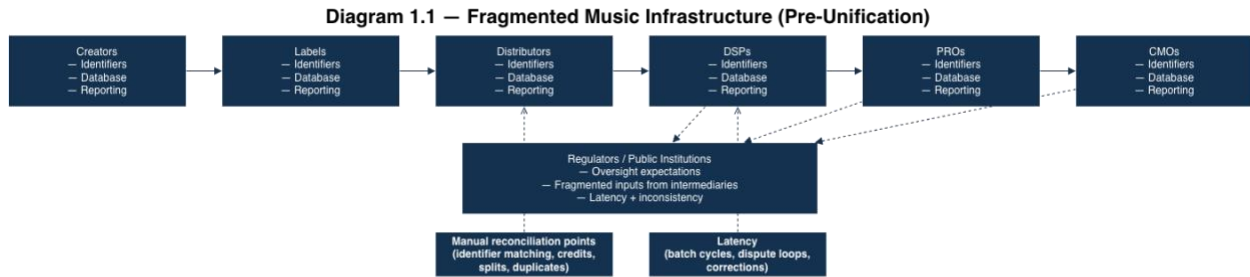 Diagram 1.1 — Fragmented Music Infrastructure (Pre-Unification)
Creators
— Identifiers
— Database
— Reporting
Labels
— Identifiers
— Database
— Reporting
Distributors
— Identifiers
— Database
— Reporting
DSPs
— Identifiers
— Database
— Reporting
PROs
— Identifiers
— Database
— Reporting
CMOs
— Identifiers
— Database
— Reporting
Regulators / Public Institutions
— Oversight expectations
— Fragmented inputs from intermediaries
— Latency + inconsistency
Manual reconciliation points
(identifier matching, credits,
splits, duplicates)
Latency
(batch cycles, dispute loops,
corrections)